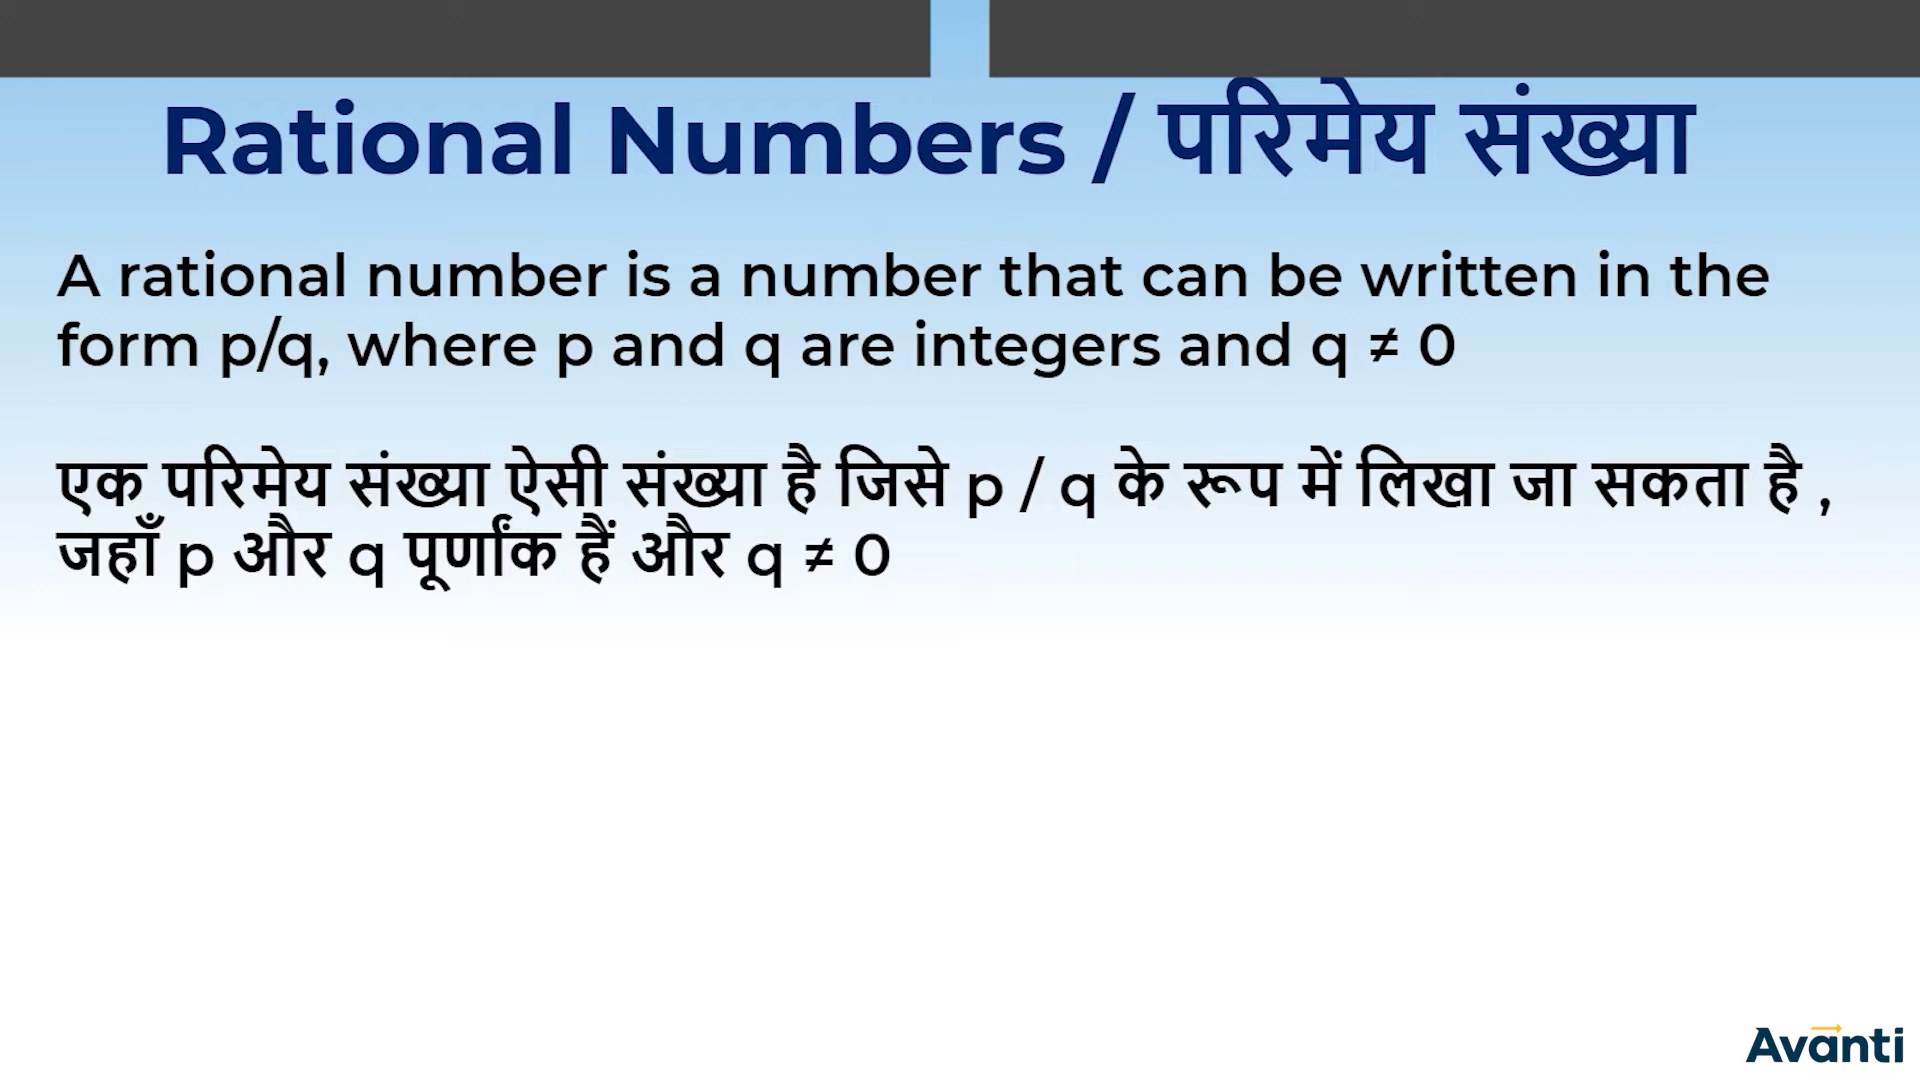 Rational Numbers / परिमेय संख्या
A rational number is a number that can be written in the
form p/q, where p and q are integers and q ≠ 0
एक परिमेय संख्या ऐसी संख्या है जिसे p / q के रूप में लिखा जा सकता है ,
जहाँ p और q पूर्णांक हैं और q ≠ 0
Avanti